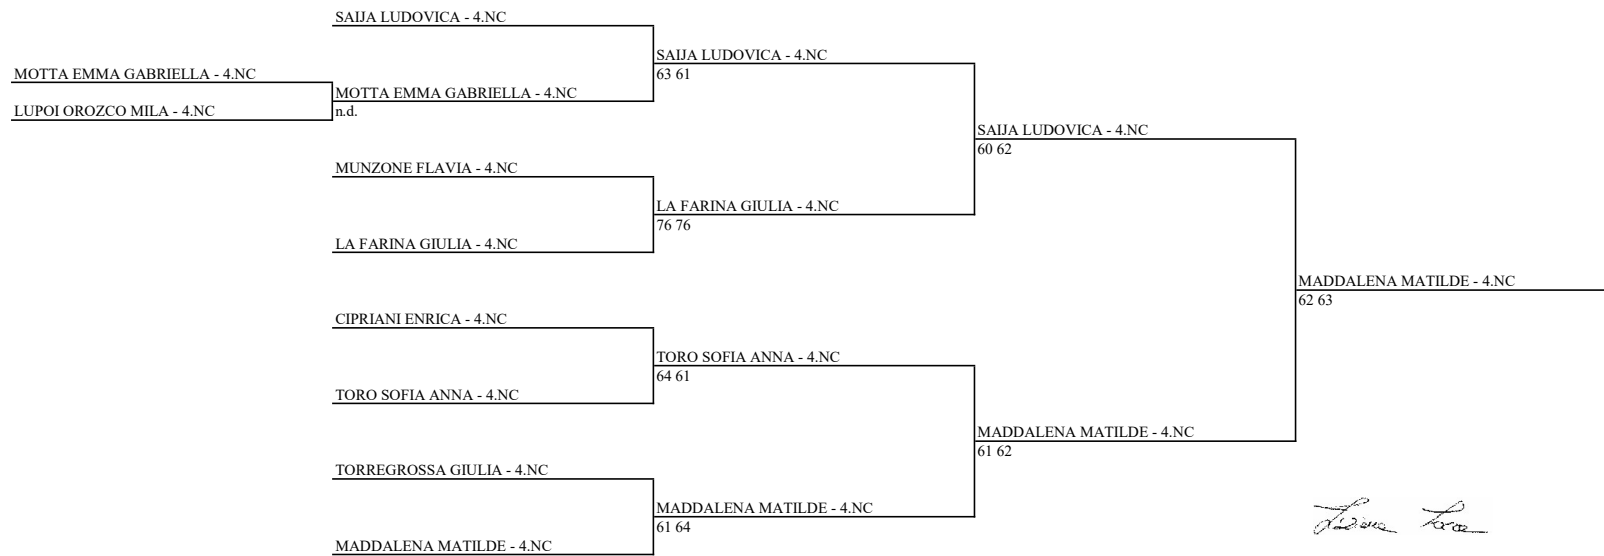 SAIJA LUDOVICA - 4.NC
SAIJA LUDOVICA - 4.NC
63 61
MOTTA EMMA GABRIELLA - 4.NC
MOTTA EMMA GABRIELLA - 4.NC
n.d.
LUPOI OROZCO MILA - 4.NC
SAIJA LUDOVICA - 4.NC
60 62
MUNZONE FLAVIA - 4.NC
LA FARINA GIULIA - 4.NC
76 76
LA FARINA GIULIA - 4.NC
MADDALENA MATILDE - 4.NC
62 63
CIPRIANI ENRICA - 4.NC
TORO SOFIA ANNA - 4.NC
64 61
TORO SOFIA ANNA - 4.NC
MADDALENA MATILDE - 4.NC
61 62
TORREGROSSA GIULIA - 4.NC
MADDALENA MATILDE - 4.NC
61 64
MADDALENA MATILDE - 4.NC